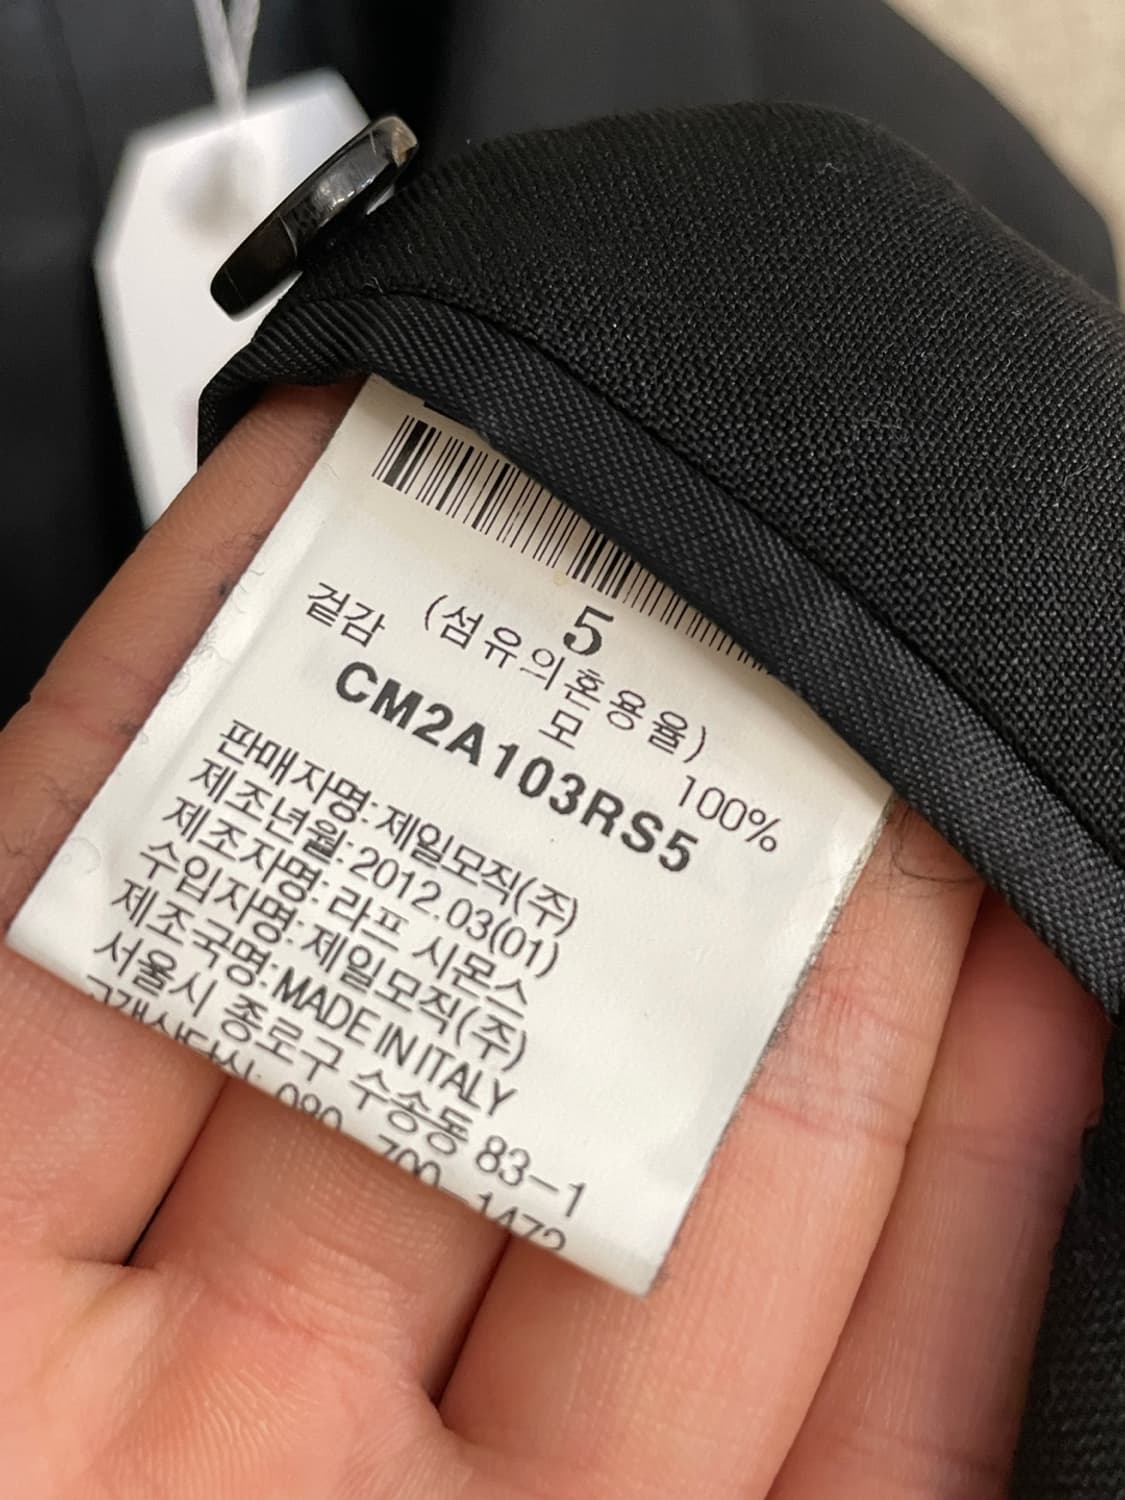 5
(섬유의혼용율)
겉감 모 100%
CM2A103RS5
판매자명: 제일모직(주)
제조년월: 2012.03(01)
제조자명: 라프 시몬스
수입자명: 제일모직(주)
제조국명: MADE IN ITALY
서울시 종로구 수송동 83-1
080-700-1472